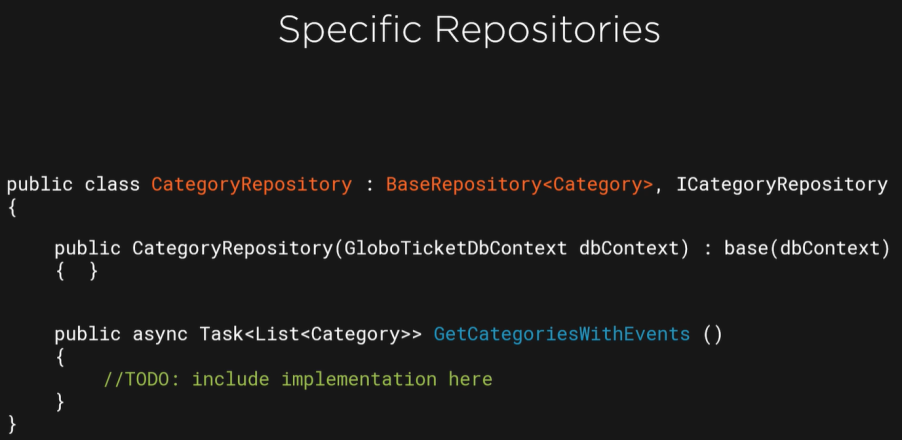 Specific Repositories
public class CategoryRepository : BaseRepository<Category>, ICategoryRepository
{
public CategoryRepository(GloboTicketDbContext dbContext) : base(dbContext)
{ }
public async Task<List<Category>> GetCategoriesWithEvents ()
{
//TODO: include implementation here
}
}